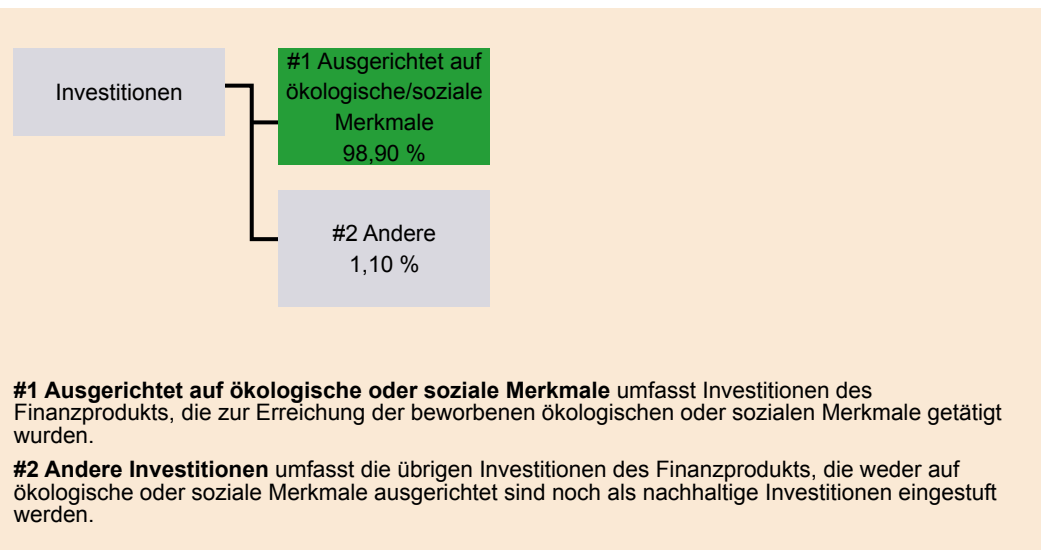 Investitionen
#1 Ausgerichtet auf
ökologische/soziale
Merkmale
98,90 %
#2 Andere
1,10 %
#1 Ausgerichtet auf ökologische oder soziale Merkmale umfasst Investitionen des
Finanzprodukts, die zur Erreichung der beworbenen ökologischen oder sozialen Merkmale getätigt
wurden.
#2 Andere Investitionen umfasst die übrigen Investitionen des Finanzprodukts, die weder auf
ökologische oder soziale Merkmale ausgerichtet sind noch als nachhaltige Investitionen eingestuft
werden.